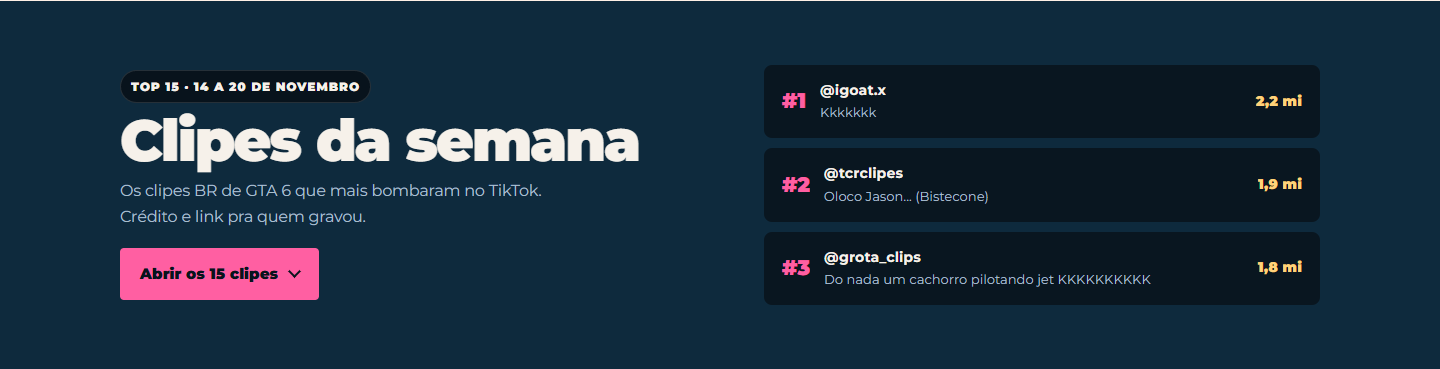 TOP 15 · 14 A 20 DE NOVEMBRO
Clipes da semana
Os clipes BR de GTA 6 que mais bombaram no TikTok.
Crédito e link pra quem gravou.
Abrir os 15 clipes
#1
@igoat.x
Kkkkkkk
2,2 mi
#2
@tcrclipes
Oloco Jason... (Bistecone)
1,9 mi
#3
@grota_clips
Do nada um cachorro pilotando jet KKKKKKKKKK
1,8 mi